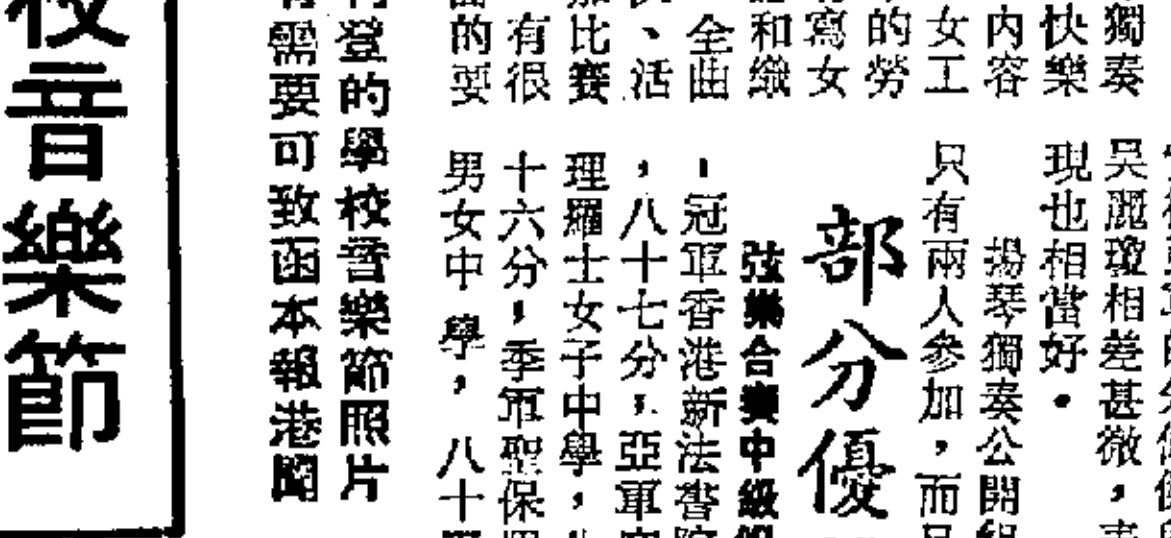 獨奏
快樂
內容
女工
的勞
寫女
和織
全曲
、活
比賽
有很
的要
吳麗瓊相差甚微，
現也相當好。
揚琴獨奏公開組
只有兩人參加，而且
部分優
弦樂合奏中級組
：冠軍香港新法書院
，八十七分；亞軍
理羅士女子中學，
十六分，季軍聖保
男女中學，八十
登的學校音樂節照片
需要可致函本報港聞
校音樂節